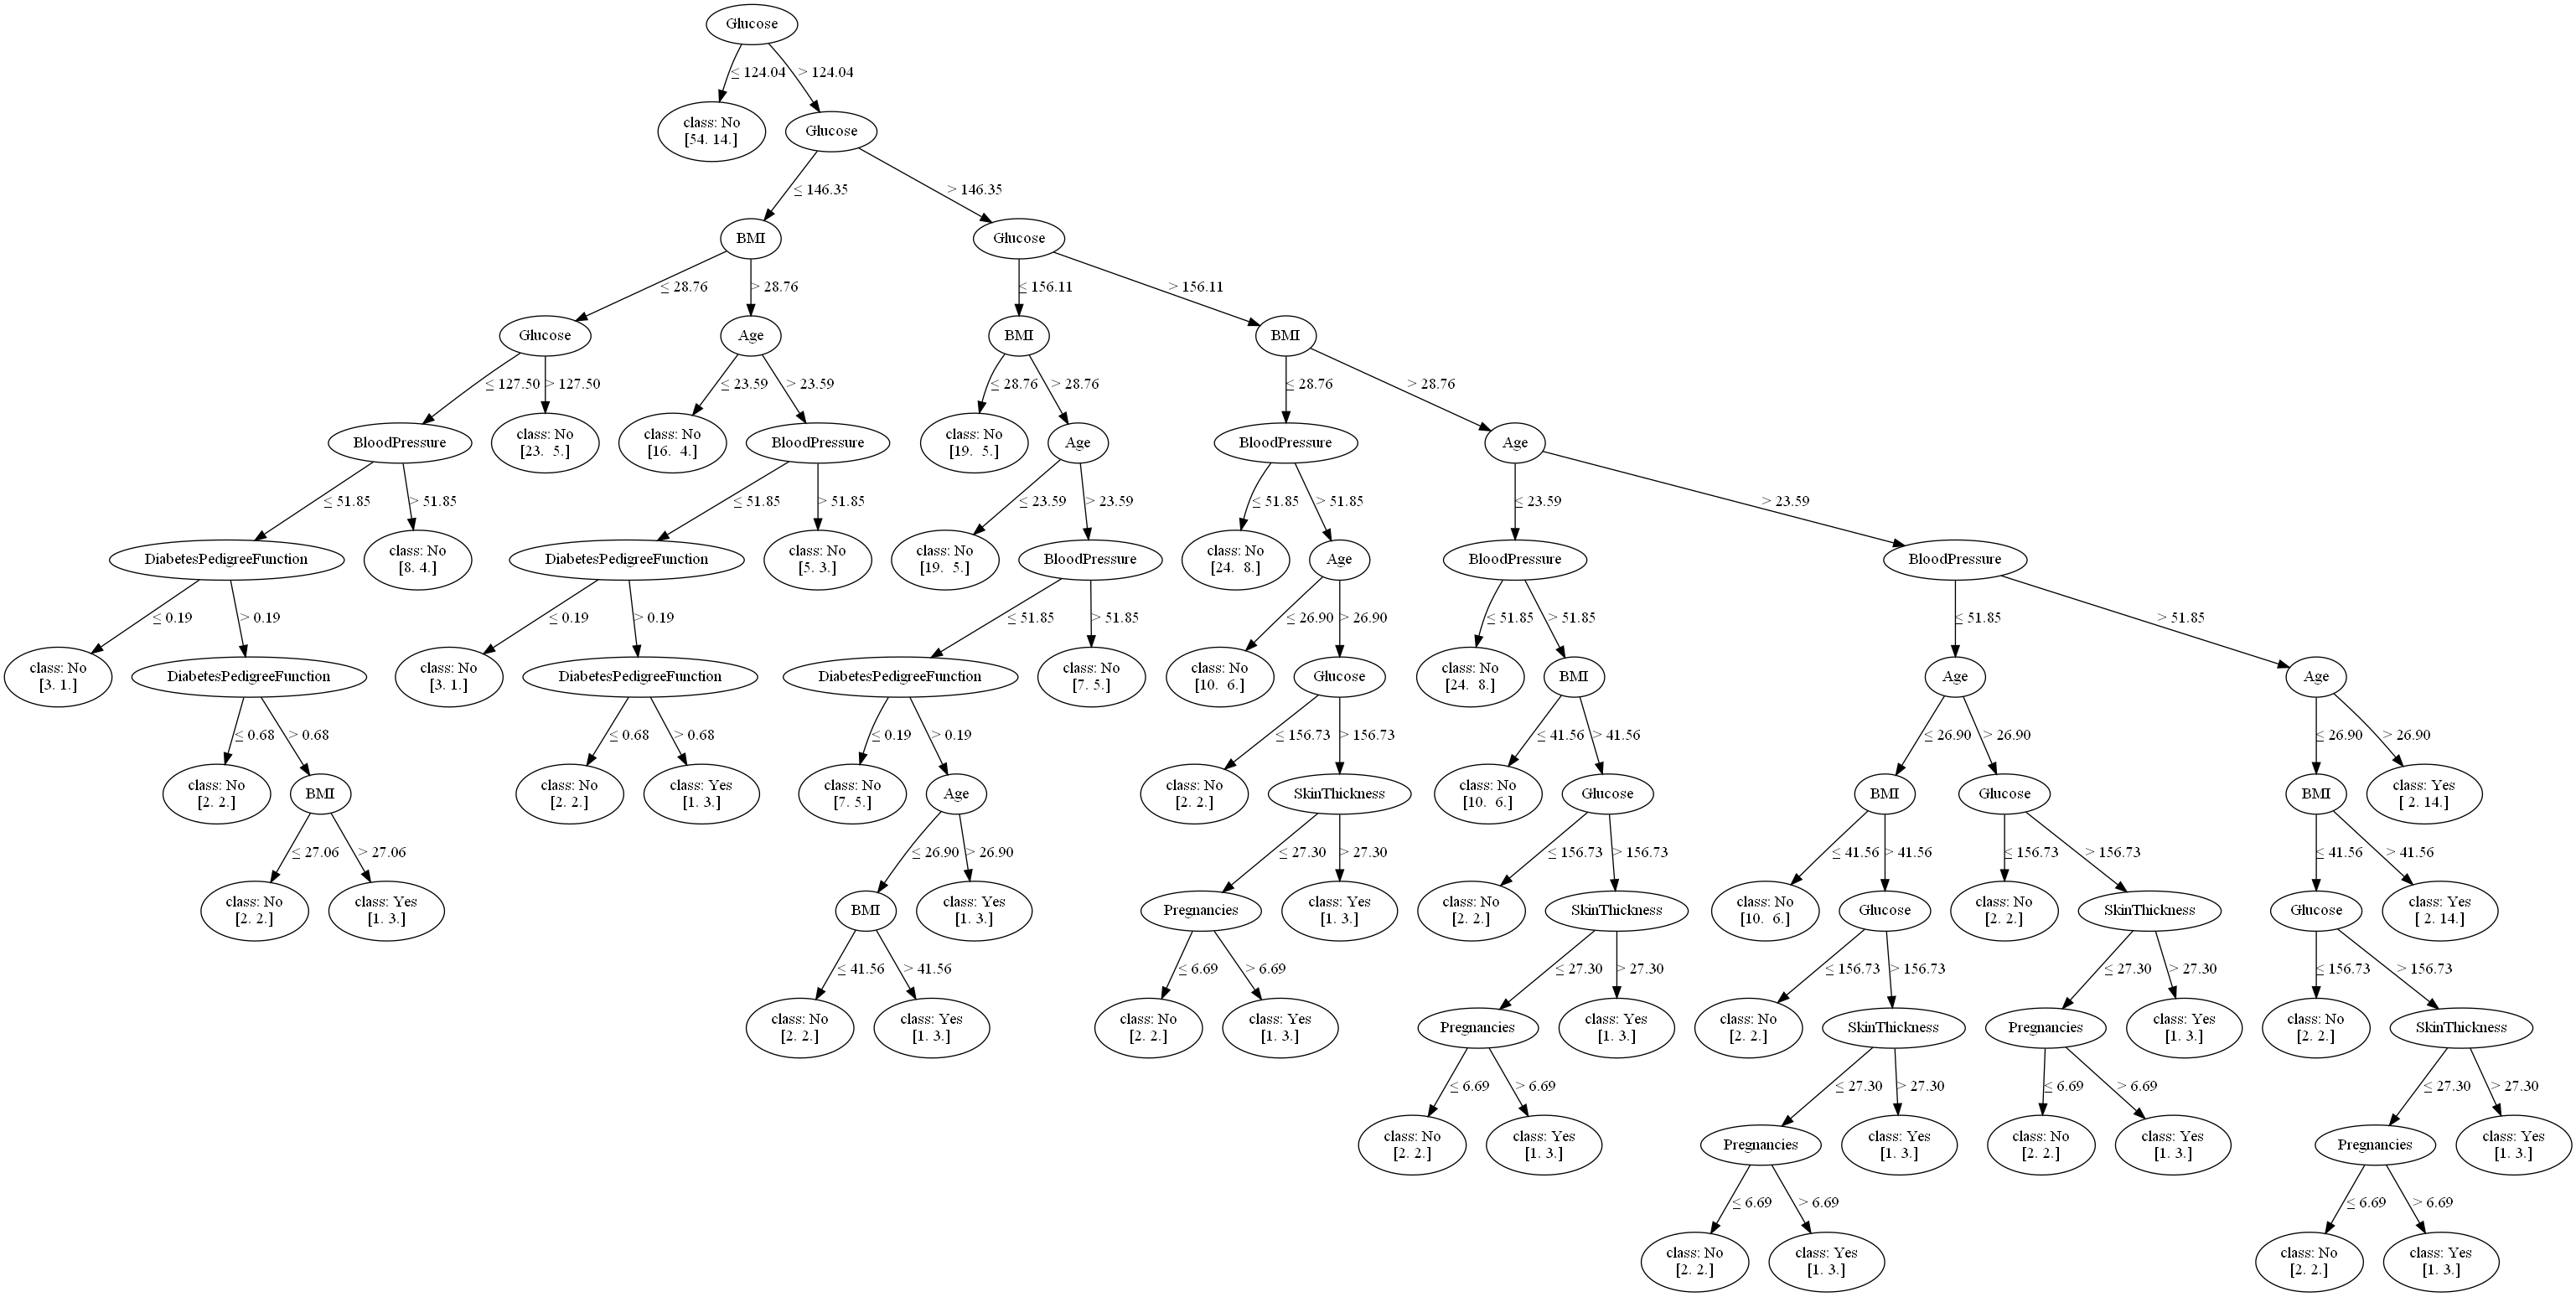 Glucose
≤ 124.04
> 124.04
class: No
[54. 14.]
Glucose
≤ 146.35
> 146.35
BMI
Glucose
≤ 28.76
> 28.76
≤ 156.11
> 156.11
Glucose
Age
BMI
BMI
≤ 127.50
> 127.50
≤ 23.59
> 23.59
≤ 28.76
> 28.76
≤ 28.76
> 28.76
BloodPressure
class: No
[23.  5.]
class: No
[16.  4.]
BloodPressure
class: No
[19.  5.]
Age
BloodPressure
Age
≤ 51.85
> 51.85
≤ 51.85
> 51.85
≤ 23.59
> 23.59
≤ 51.85
> 51.85
≤ 23.59
> 23.59
DiabetesPedigreeFunction
class: No
[8. 4.]
DiabetesPedigreeFunction
class: No
[5. 3.]
class: No
[19.  5.]
BloodPressure
class: No
[24.  8.]
Age
BloodPressure
BloodPressure
≤ 0.19
> 0.19
≤ 0.19
> 0.19
≤ 51.85
> 51.85
≤ 26.90
> 26.90
≤ 51.85
> 51.85
≤ 51.85
> 51.85
class: No
[3. 1.]
DiabetesPedigreeFunction
class: No
[3. 1.]
DiabetesPedigreeFunction
DiabetesPedigreeFunction
class: No
[7. 5.]
class: No
[10.  6.]
Glucose
class: No
[24.  8.]
BMI
Age
Age
≤ 0.68
> 0.68
≤ 0.68
> 0.68
≤ 0.19
> 0.19
≤ 156.73
> 156.73
≤ 41.56
> 41.56
≤ 26.90
> 26.90
≤ 26.90
> 26.90
class: No
[2. 2.]
BMI
class: No
[2. 2.]
class: Yes
[1. 3.]
class: No
[7. 5.]
Age
class: No
[2. 2.]
SkinThickness
class: No
[10.  6.]
Glucose
BMI
Glucose
BMI
class: Yes
[ 2. 14.]
≤ 27.06
> 27.06
≤ 26.90
> 26.90
≤ 27.30
> 27.30
≤ 156.73
> 156.73
≤ 41.56
> 41.56
≤ 156.73
> 156.73
≤ 41.56
> 41.56
class: No
[2. 2.]
class: Yes
[1. 3.]
BMI
class: Yes
[1. 3.]
Pregnancies
class: Yes
[1. 3.]
class: No
[2. 2.]
SkinThickness
class: No
[10.  6.]
Glucose
class: No
[2. 2.]
SkinThickness
Glucose
class: Yes
[ 2. 14.]
≤ 41.56
> 41.56
≤ 6.69
> 6.69
≤ 27.30
> 27.30
≤ 156.73
> 156.73
≤ 27.30
> 27.30
≤ 156.73
> 156.73
class: No
[2. 2.]
class: Yes
[1. 3.]
class: No
[2. 2.]
class: Yes
[1. 3.]
Pregnancies
class: Yes
[1. 3.]
class: No
[2. 2.]
SkinThickness
Pregnancies
class: Yes
[1. 3.]
class: No
[2. 2.]
SkinThickness
≤ 6.69
> 6.69
≤ 27.30
> 27.30
≤ 6.69
> 6.69
≤ 27.30
> 27.30
class: No
[2. 2.]
class: Yes
[1. 3.]
Pregnancies
class: Yes
[1. 3.]
class: No
[2. 2.]
class: Yes
[1. 3.]
Pregnancies
class: Yes
[1. 3.]
≤ 6.69
> 6.69
≤ 6.69
> 6.69
class: No
[2. 2.]
class: Yes
[1. 3.]
class: No
[2. 2.]
class: Yes
[1. 3.]